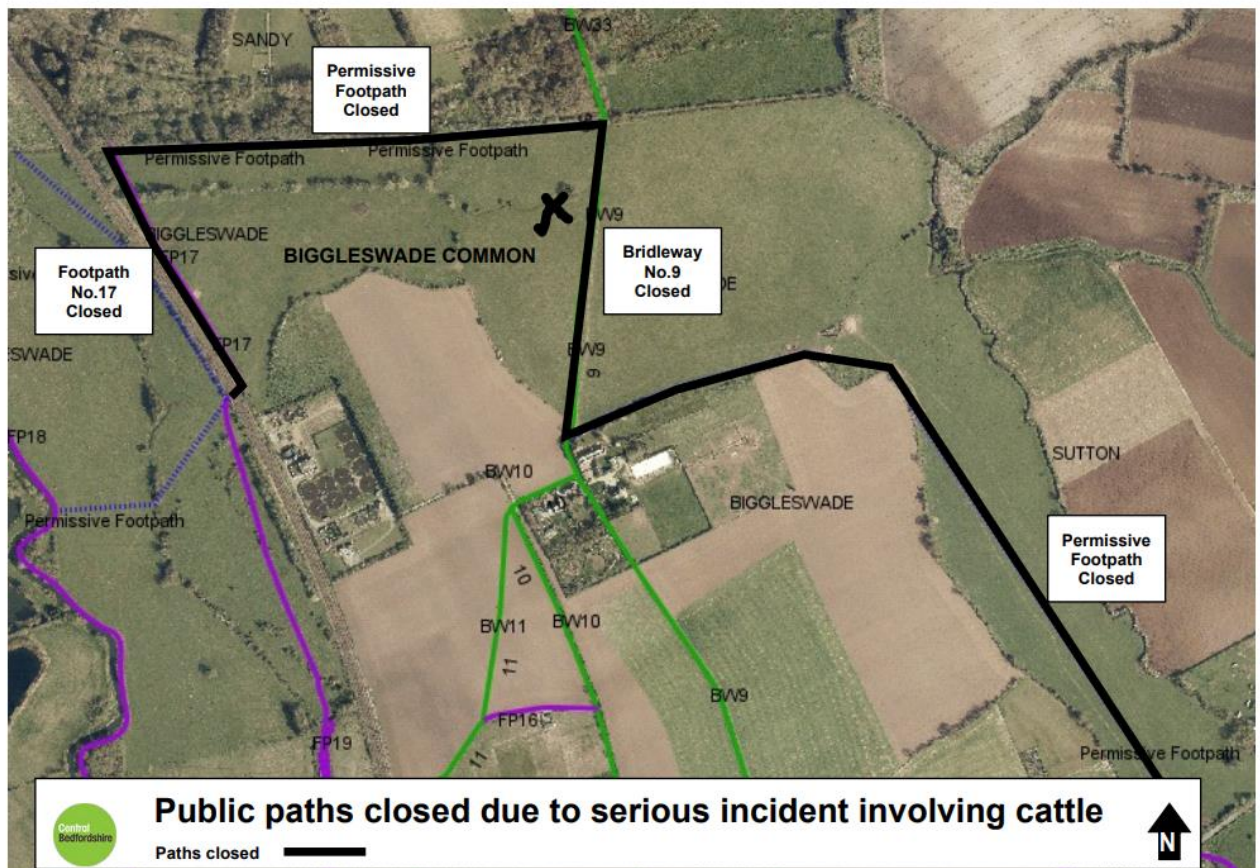 BW33
SANDY
Permissive
Footpath
Closed
Permissive Footpath
Permissive Footpath
BW9
BIGGLESWADE
FP17
BIGGLESWADE COMMON
Footpath
No.17
Closed
Bridleway
No.9
Closed
DE
ESWADE
FP17
BW9
9
FP18
SUTTON
BW10
BIGGLESWADE
Permissive Footpath
Permissive
Footpath
Closed
10
BW11
BW10
11
BW9
FP16
FP19
11
Permissive Footpath
Central
Bedfordshire
Public paths closed due to serious incident involving cattle
Paths closed
N